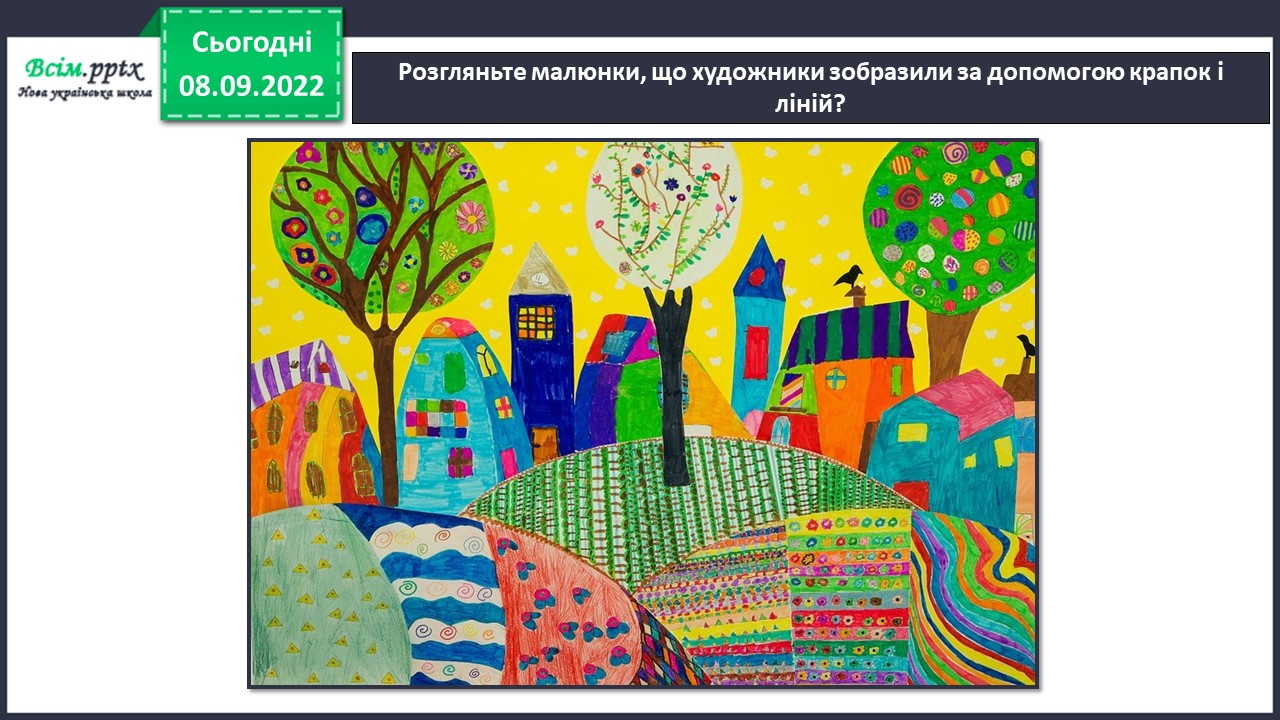 Сьогодні
08.09.2022
Всім.pptx
Нова українська школа
Розгляньте малюнки, що художники зобразили за допомогою крапок і
ліній?